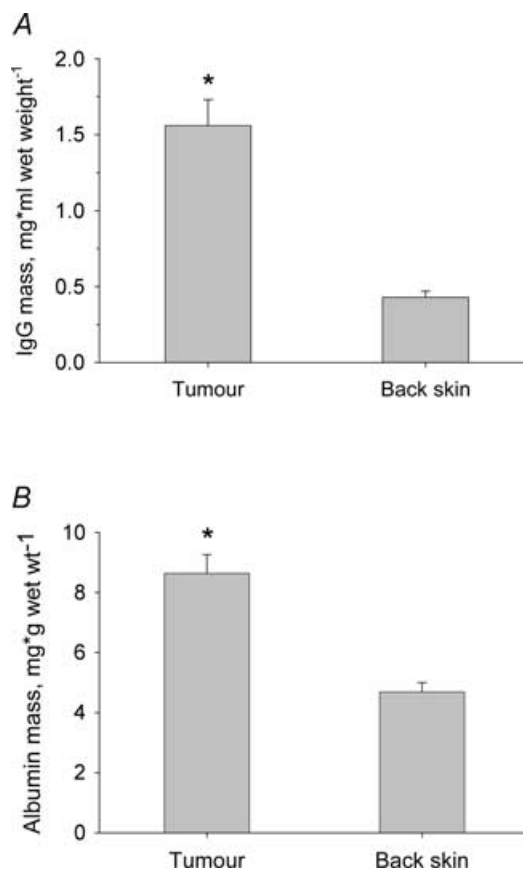 A
IgG mass, mg*ml wet weight-1
2.0
1.5
1.0
0.5
0.0
*
Tumour Back skin
B
Albumin mass, mg*g wet wt-1
10
8
6
4
2
0
*
Tumour Back skin